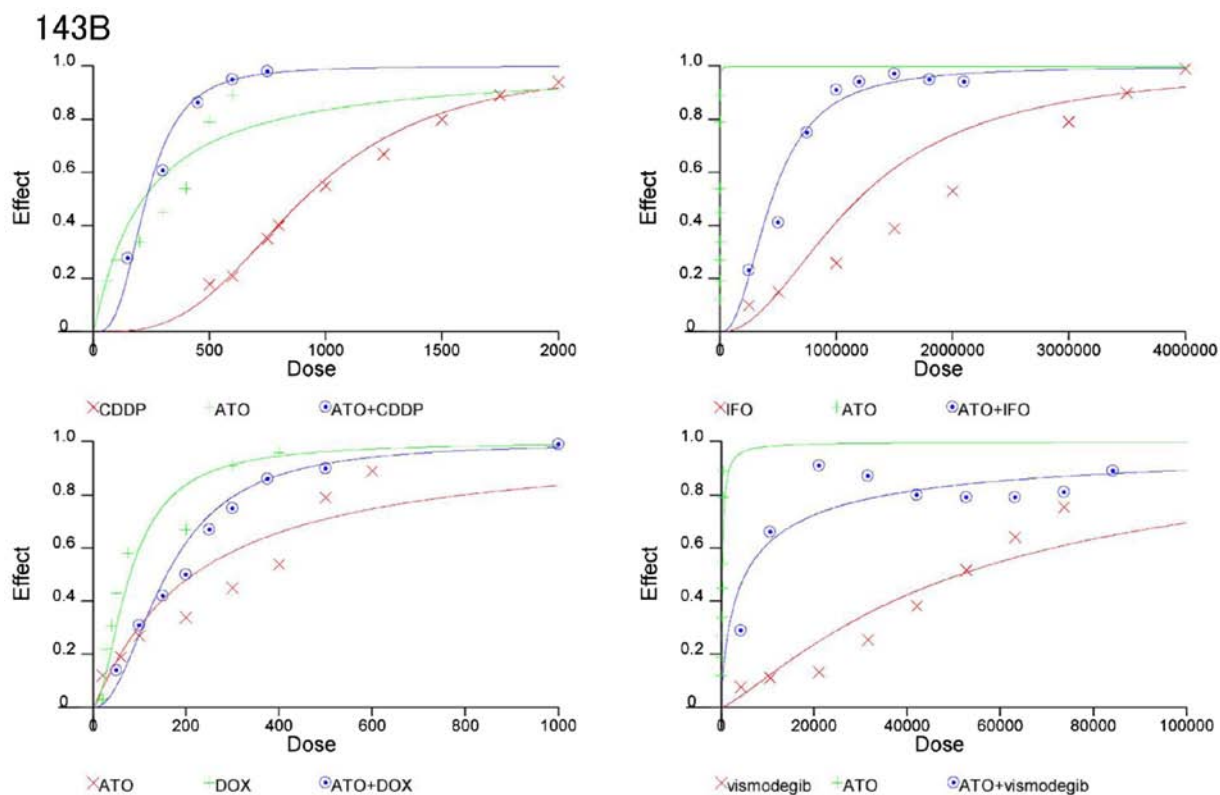 143B
1.0
0.8
0.6
0.4
0.2
0
Effect
0 500 1000 1500 2000
Dose
CDDP ATO ATO+CDDP
1.0
0.8
0.6
0.4
0.2
0
Effect
0 1000000 2000000 3000000 4000000
Dose
IFO ATO ATO+IFO
1.0
0.8
0.6
0.4
0.2
0
Effect
0 200 400 600 800 1000
Dose
ATO DOX ATO+DOX
1.0
0.8
0.6
0.4
0.2
0
Effect
0 20000 40000 60000 80000 100000
Dose
vismodegib ATO ATO+vismodegib